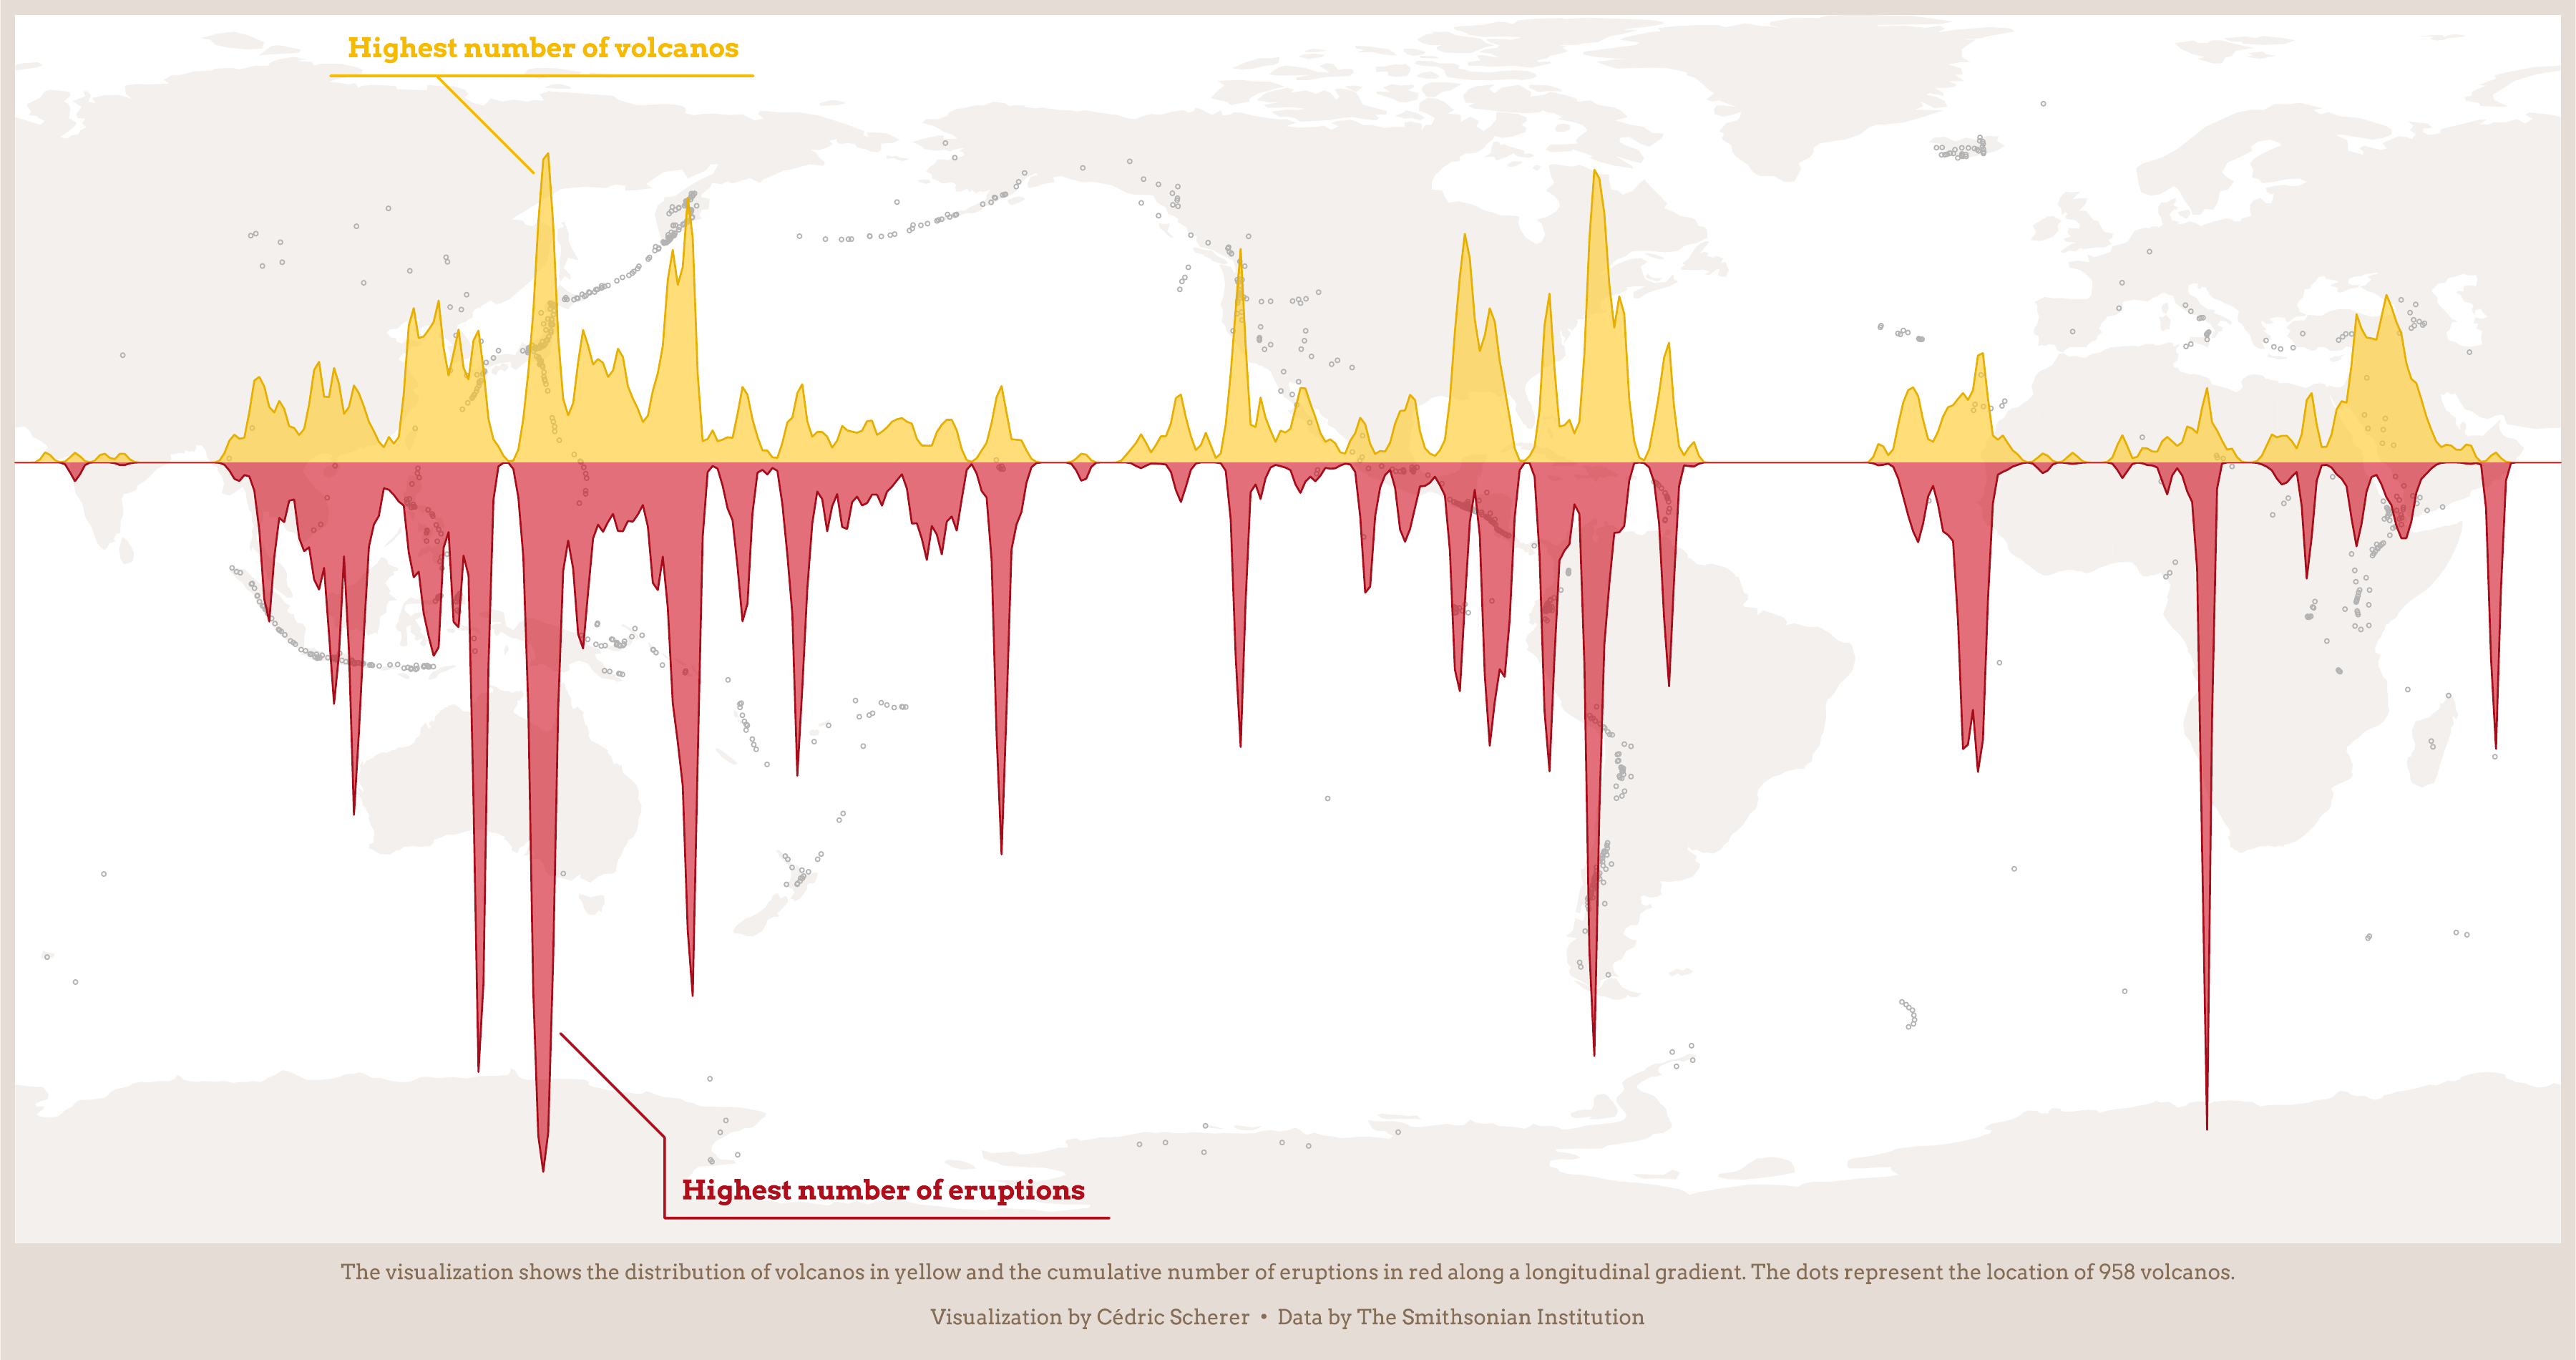 Highest number of volcanos
Highest number of eruptions
The visualization shows the distribution of volcanos in yellow and the cumulative number of eruptions in red along a longitudinal gradient. The dots represent the location of 958 volcanos.
Visualization by Cédric Scherer • Data by The Smithsonian Institution